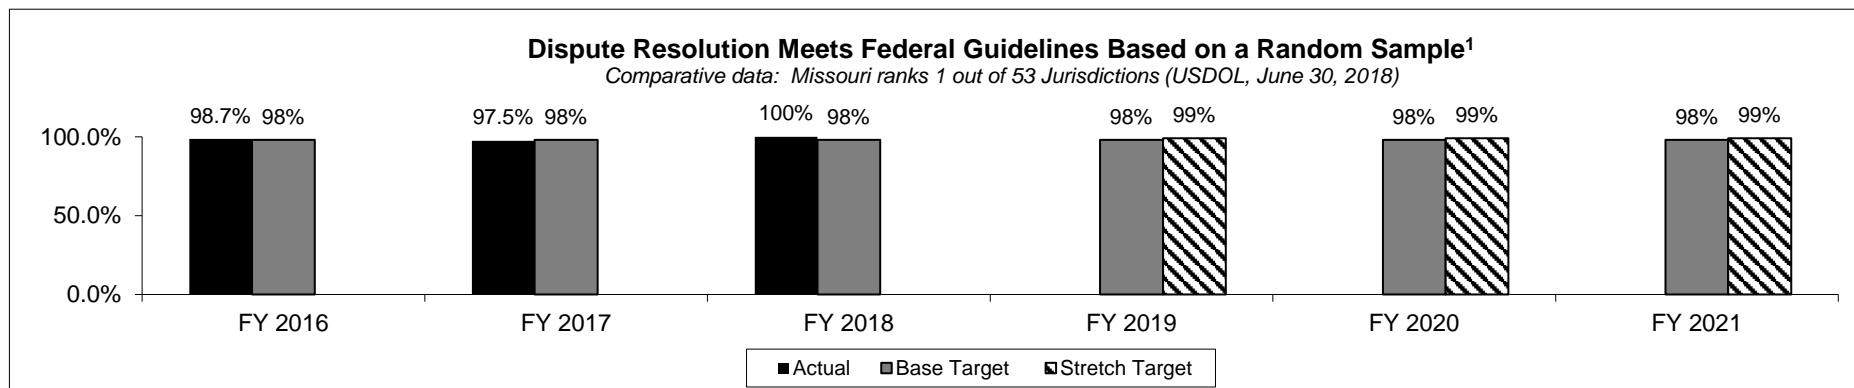 Dispute Resolution Meets Federal Guidelines Based on a Random Sample¹
Comparative data:  Missouri ranks 1 out of 53 Jurisdictions (USDOL, June 30, 2018)
98.7% 98% 97.5% 98% 100% 98% 98% 99% 98% 99% 98% 99%
100.0%
50.0%
0.0%
FY 2016 FY 2017 FY 2018 FY 2019 FY 2020 FY 2021
Actual Base Target Stretch Target